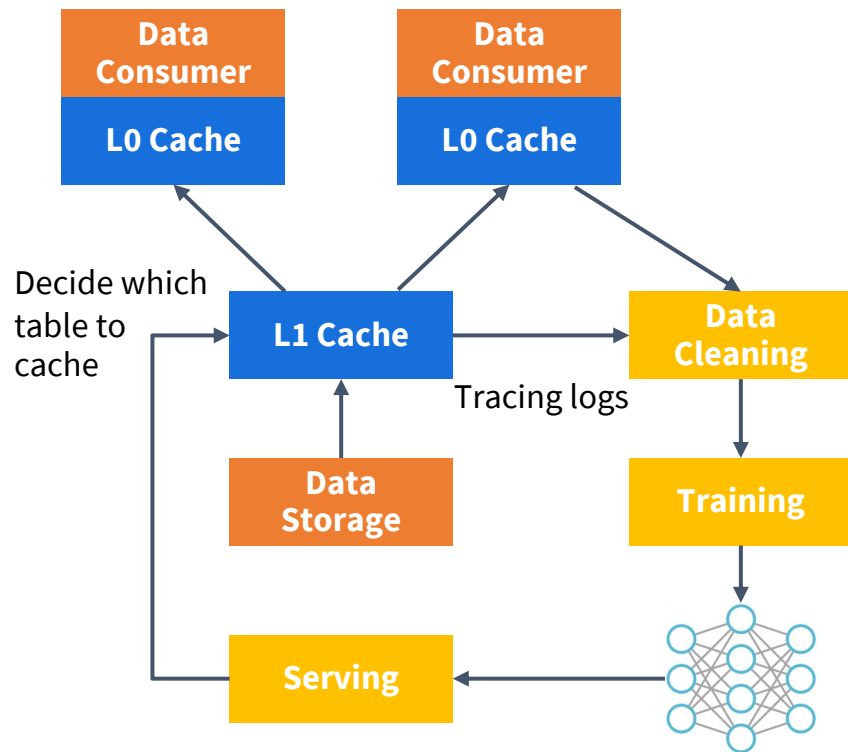 Data
Consumer
L0 Cache
Data
Consumer
L0 Cache
Decide which
table to
cache
L1 Cache
Data
Cleaning
Tracing logs
Data
Storage
Training
Serving